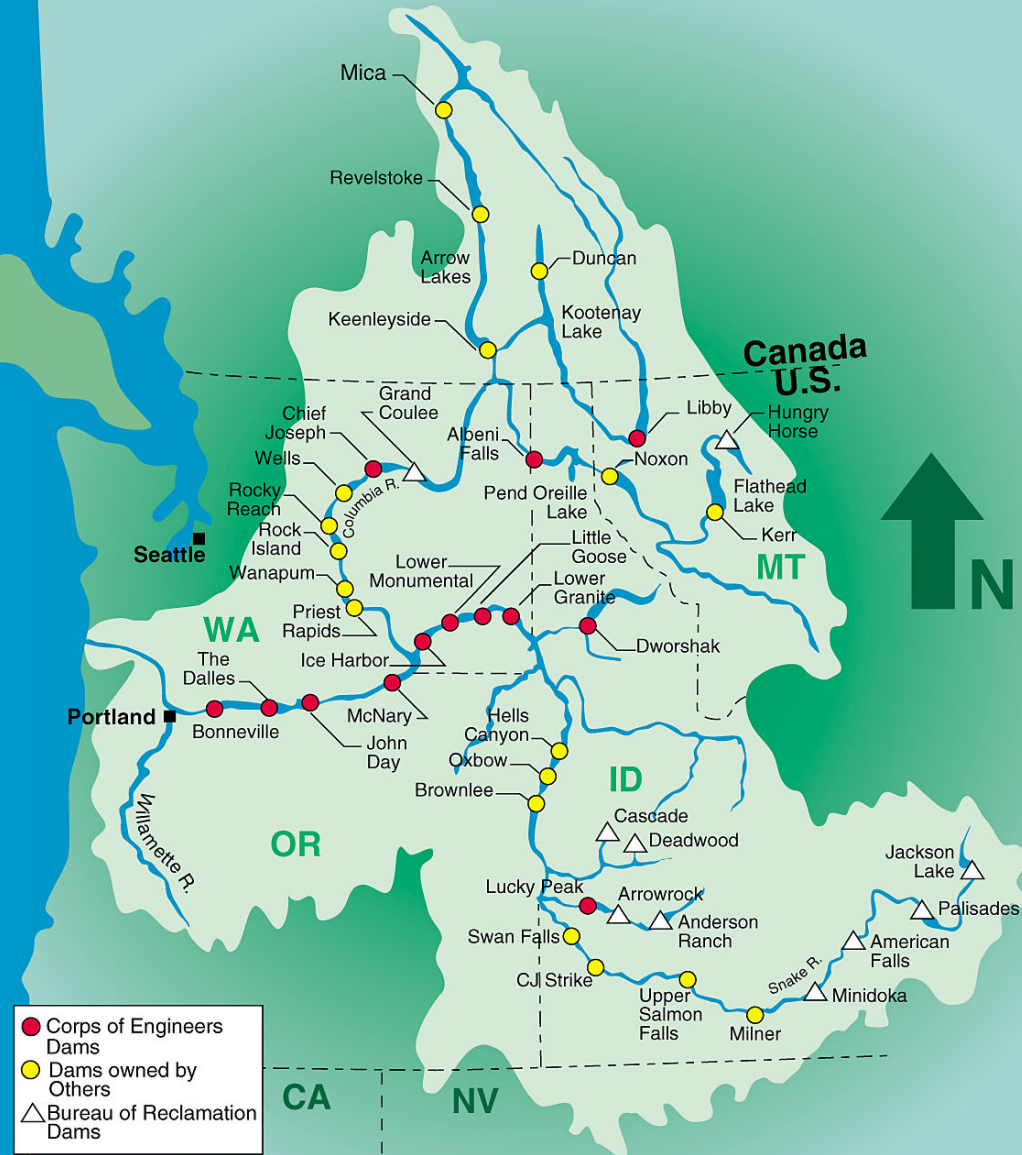 Mica
Revelstoke
Arrow
Lakes
Duncan
Kootenay
Lake
Keenleyside
Canada
U.S.
Grand
Coulee
Chief
Joseph
Libby
Hungry
Horse
Albeni
Falls
Wells
Noxon
Columbia R.
Rocky
Reach
Pend Oreille
Lake
Flathead
Lake
Rock
Island
Kerr
Seattle
Little
Goose
Lower
Monumental
N
MT
Wanapum
Lower
Granite
Priest
Rapids
WA
Ice Harbor
Dworshak
The
Dalles
Portland
McNary
Bonneville
John
Day
Hells
Canyon
Oxbow
Brownlee
ID
Willamette R.
OR
Cascade
Deadwood
Jackson
Lake
Lucky Peak
Arrowrock
Palisades
Anderson
Ranch
Swan Falls
American
Falls
CJ Strike
Snake R.
Upper
Salmon
Falls
Minidoka
Milner
Corps of Engineers
Dams
Dams owned by
Others
Bureau of Reclamation
Dams
CA
NV